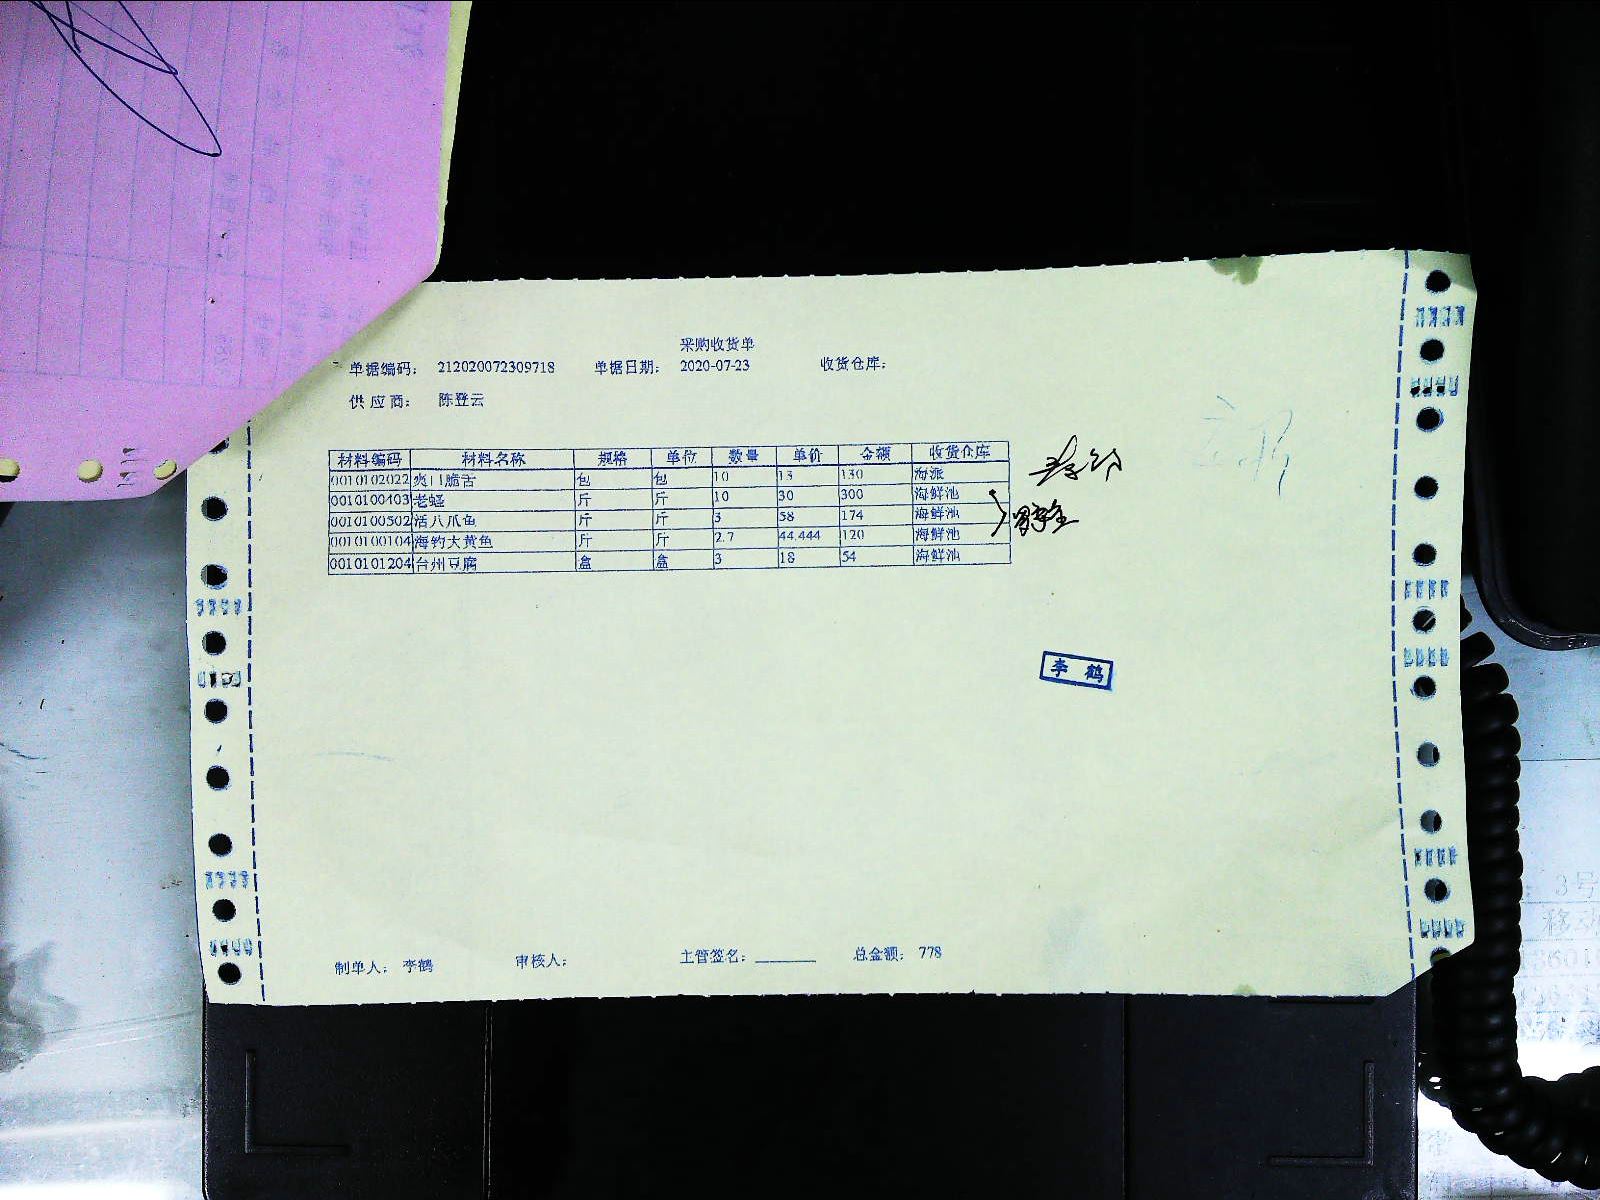 采购收货单
单据编码: 212020072309718 单据日期: 2020-07-23 收货仓库:
供应商: 陈登云
材料编码 材料名称 规格 单位 数量 单价 金额 收货仓库
0010102022 爽口脆舌 包 包 10 13 130 海派
0010100403 老蛏 斤 斤 10 30 300 海鲜池
0010100502 活八爪鱼 斤 斤 3 58 174 海鲜池
0010100104 海钓大黄鱼 斤 斤 2.7 44.444 120 海鲜池
0010101204 台州豆腐 盒 盒 3 18 54 海鲜池
李鹤
制单人: 李鹤 审核人: 主管签名: 总金额: 778